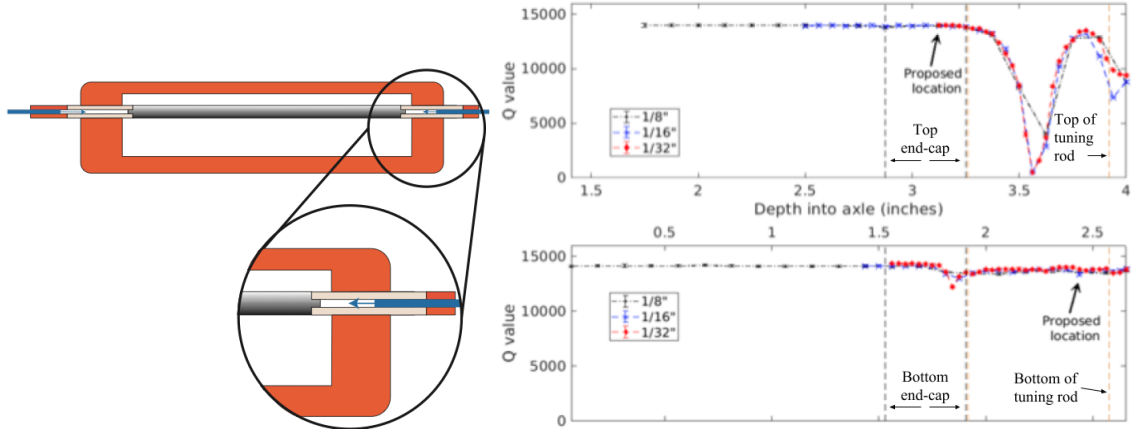 15000
10000
5000
0
Q value
Proposed
location
1/8"
1/16"
1/32"
Top
end-cap
Top of
tuning
rod
1.5 2 2.5 3 3.5 4
Depth into axle (inches)
0.5 1 1.5 2 2.5
15000
10000
5000
0
Q value
1/8"
1/16"
1/32"
Proposed
location
Bottom
end-cap
Bottom of
tuning rod